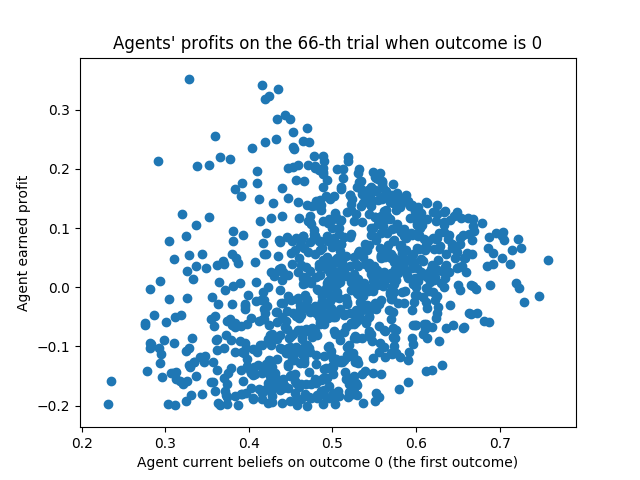 Agents' profits on the 66-th trial when outcome is 0
0.3
0.2
0.1
0.0
−0.1
−0.2
Agent earned profit
0.2 0.3 0.4 0.5 0.6 0.7
Agent current beliefs on outcome 0 (the first outcome)